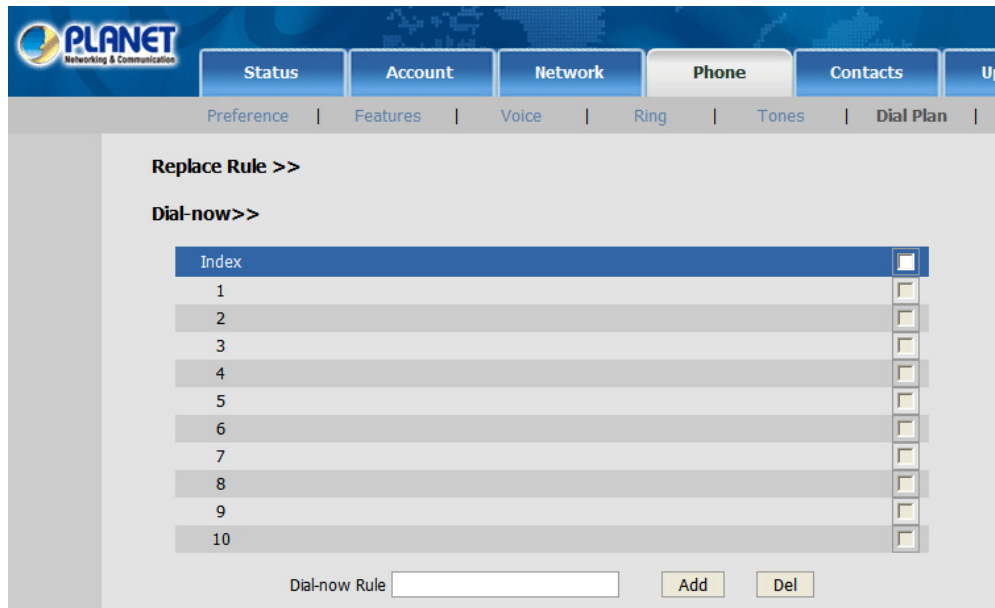 PLANET
Networking & Communication
Status Account Network Phone Contacts
Preference | Features | Voice | Ring | Tones | Dial Plan |
Replace Rule >>
Dial-now>>
Index
1
2
3
4
5
6
7
8
9
10
Dial-now Rule Add Del